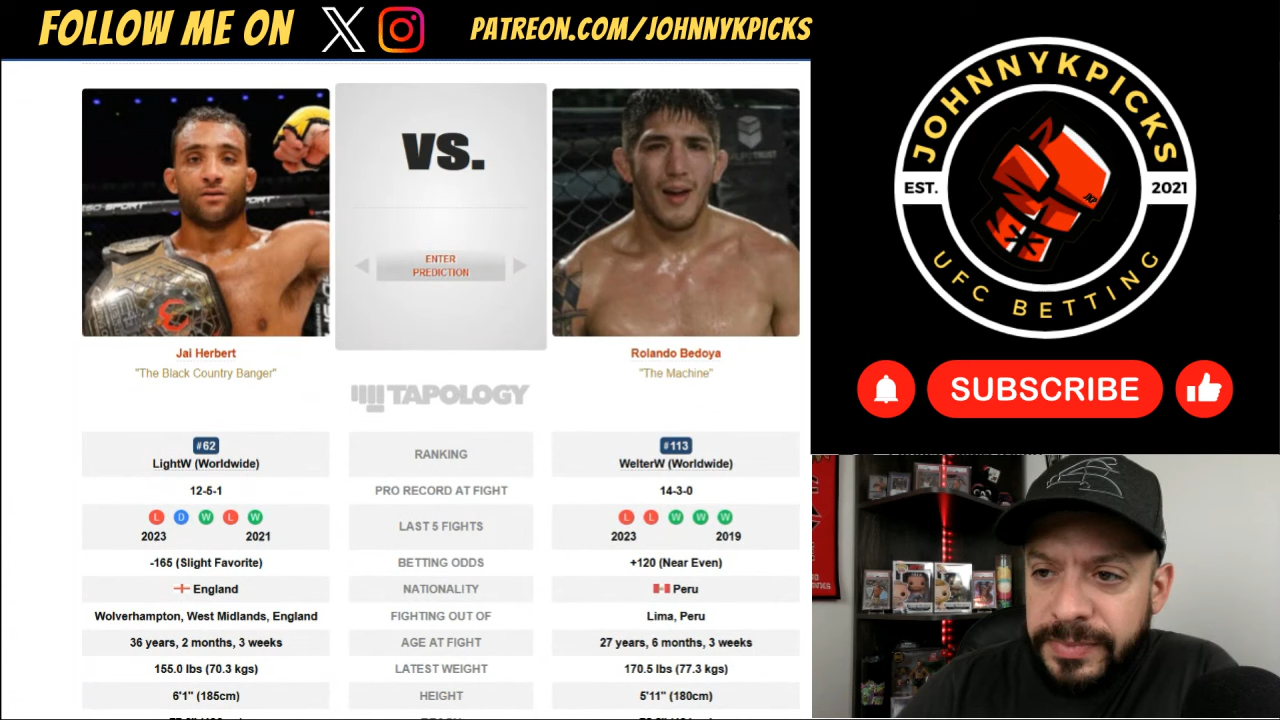 FOLLOW ME ON
PATREON.COM/JOHNNYKPICKS
VS.
ENTER
PREDICTION
Jai Herbert
"The Black Country Banger"
Rolando Bedoya
"The Machine"
TAPOLOGY
#62
LightW (Worldwide)
RANKING
#113
WelterW (Worldwide)
12-5-1
PRO RECORD AT FIGHT
14-3-0
L D W L W
2023 2021
LAST 5 FIGHTS
L L W W W
2023 2019
-165 (Slight Favorite)
BETTING ODDS
+120 (Near Even)
England
NATIONALITY
Peru
Wolverhampton, West Midlands, England
FIGHTING OUT OF
Lima, Peru
36 years, 2 months, 3 weeks
AGE AT FIGHT
27 years, 6 months, 3 weeks
155.0 lbs (70.3 kgs)
LATEST WEIGHT
170.5 lbs (77.3 kgs)
6'1" (185cm)
HEIGHT
5'11" (180cm)
JOHNNYKPICKS
EST. 2021
JKP
UFC BETTING
SUBSCRIBE